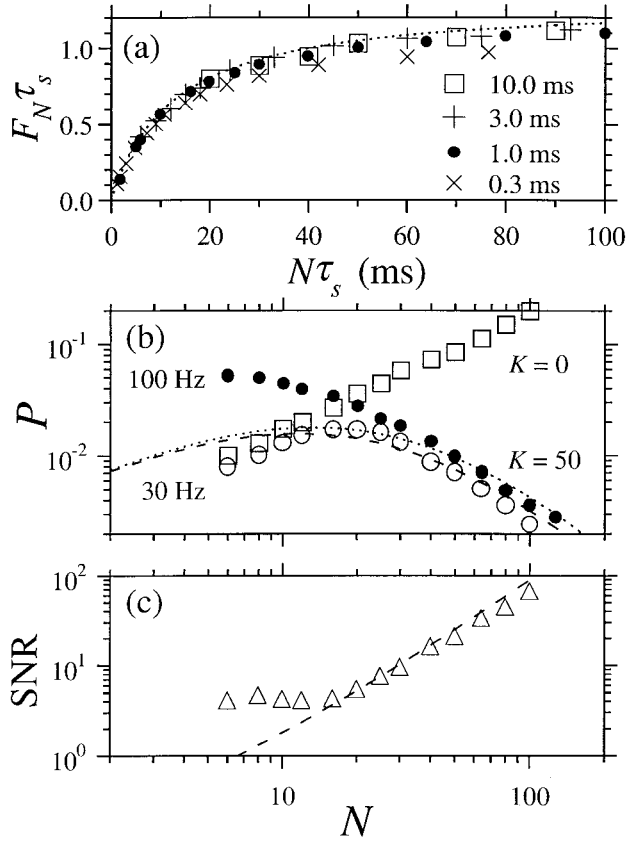 (a)
F_N τ_s
1.0
0.5
0.0
10.0 ms
3.0 ms
1.0 ms
0.3 ms
0 20 40 60 80 100
Nτ_s (ms)
(b)
P
10^-1
10^-2
100 Hz
K = 0
K = 50
30 Hz
(c)
SNR
10^2
10^1
10^0
10 100
N